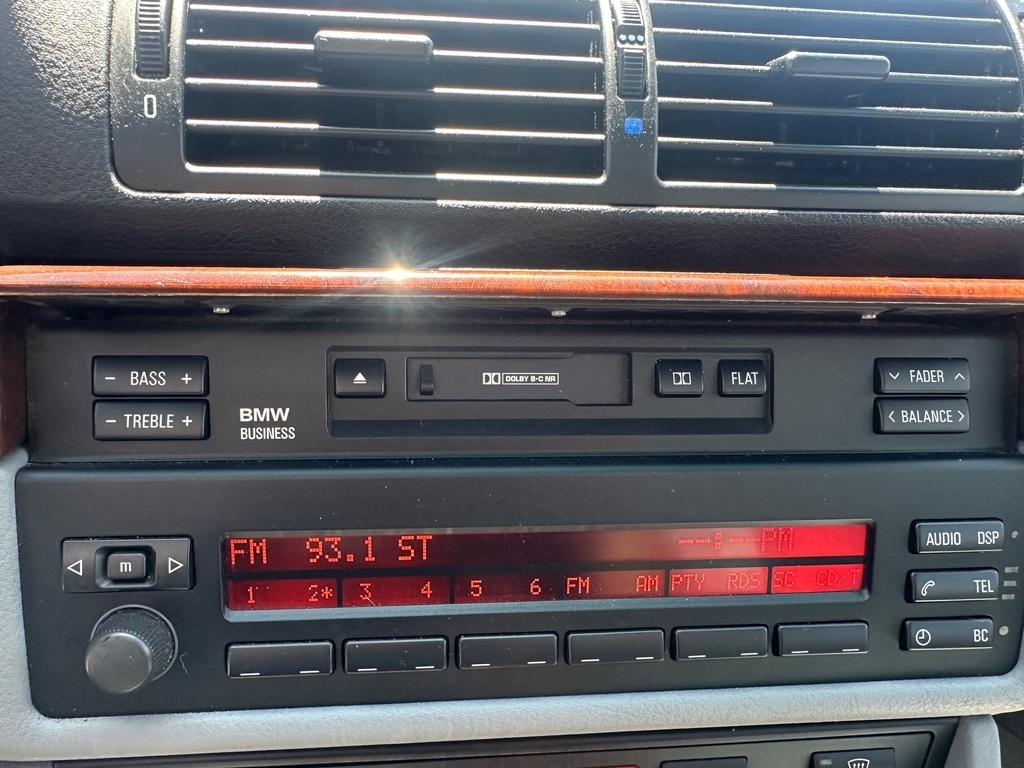 0
− BASS +
− TREBLE +
BMW
BUSINESS
DOLBY B-C NR
FLAT
FADER
< BALANCE >
FM 93.1 ST
--:-- PM
1 2* 3 4 5 6 FM AM PTY RDS SC CD/T
m
AUDIO DSP
TEL
BC